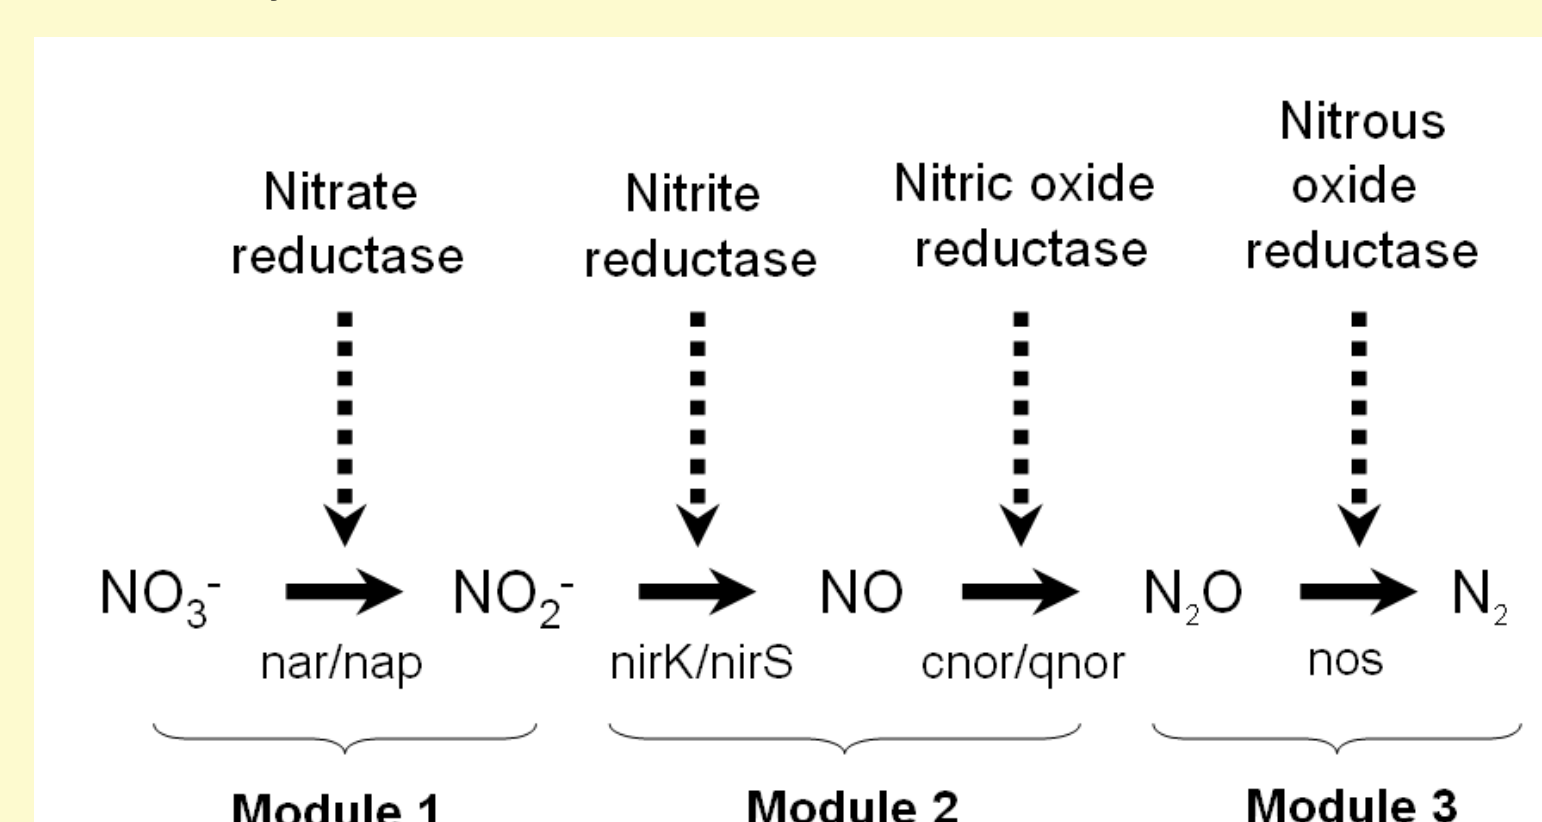 Nitrate
reductase
Nitrite
reductase
Nitric oxide
reductase
Nitrous
oxide
reductase
NO₃⁻ NO₂⁻ NO N₂O N₂
nar/nap nirK/nirS cnor/qnor nos
Module 1 Module 2 Module 3